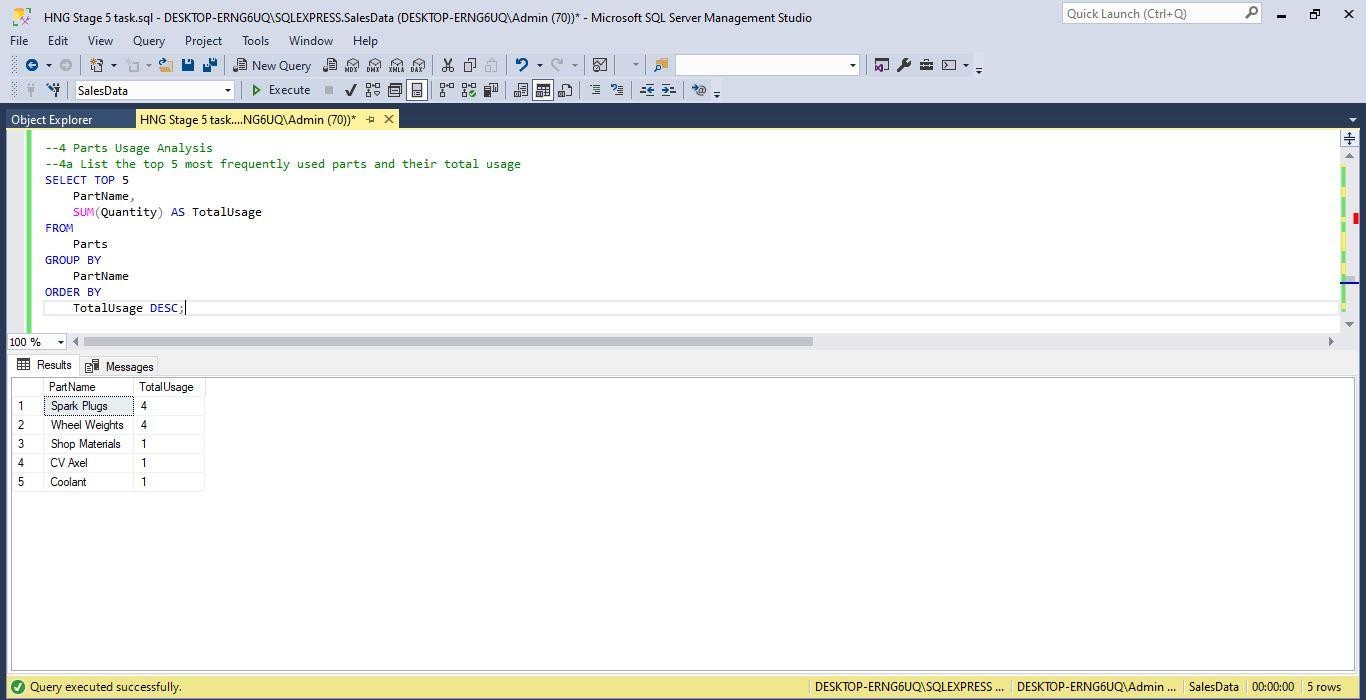 HNG Stage 5 task.sql - DESKTOP-ERNG6UQ\SQLEXPRESS.SalesData (DESKTOP-ERNG6UQ\Admin (70))* - Microsoft SQL Server Management Studio
Quick Launch (Ctrl+Q)
File Edit View Query Project Tools Window Help
New Query MDX DMX XMLA DAX
SalesData Execute
Object Explorer HNG Stage 5 task....NG6UQ\Admin (70))*
--4 Parts Usage Analysis
--4a List the top 5 most frequently used parts and their total usage
SELECT TOP 5
PartName,
SUM(Quantity) AS TotalUsage
FROM
Parts
GROUP BY
PartName
ORDER BY
TotalUsage DESC;
100 %
Results Messages
PartName TotalUsage
1 Spark Plugs 4
2 Wheel Weights 4
3 Shop Materials 1
4 CV Axel 1
5 Coolant 1
Query executed successfully. DESKTOP-ERNG6UQ\SQLEXPRESS ... DESKTOP-ERNG6UQ\Admin ... SalesData 00:00:00 5 rows